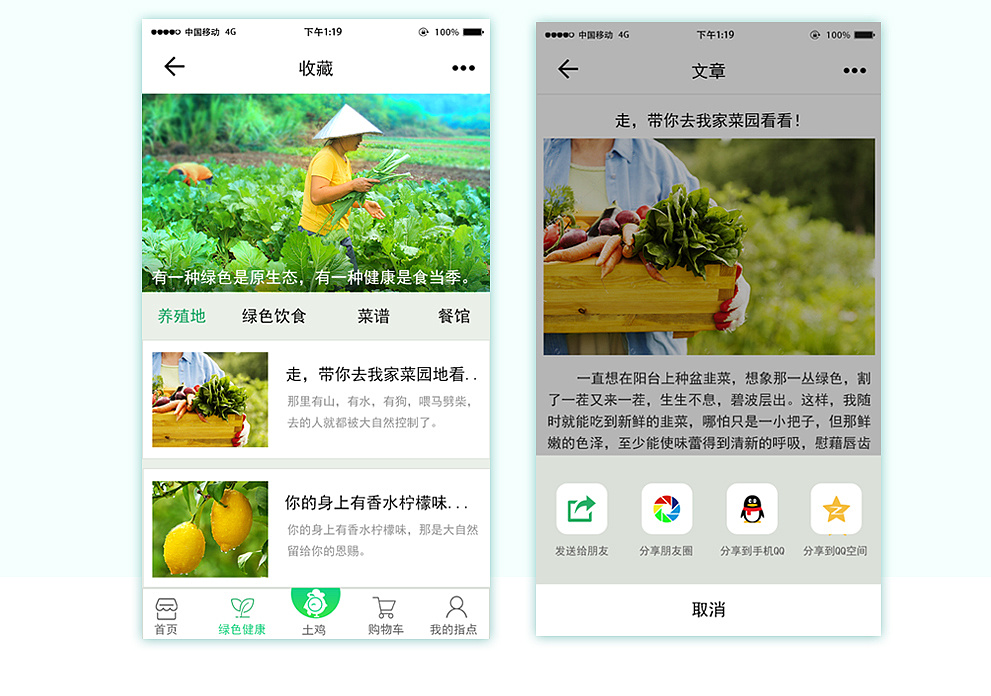 中国移动 4G 下午1:19 100%
收藏
有一种绿色是原生态，有一种健康是食当季。
养殖地 绿色饮食 菜谱 餐馆
走，带你去我家菜园地看..
那里有山，有水，有狗，喂马劈柴，
去的人就都被大自然控制了。
你的身上有香水柠檬味...
你的身上有香水柠檬味，那是大自然
留给你的恩赐。
首页 绿色健康 土鸡 购物车 我的指点
中国移动 4G 下午1:19 100%
文章
走，带你去我家菜园看看！
一直想在阳台上种盆韭菜，想象那一丛绿色，割
了一茬又来一茬，生生不息，碧波层出。这样，我随
时就能吃到新鲜的韭菜，哪怕只是一小把子，但那鲜
嫩的色泽，至少能使味蕾得到清新的呼吸，慰藉唇齿
发送给朋友 分享朋友圈 分享到手机QQ 分享到QQ空间
取消